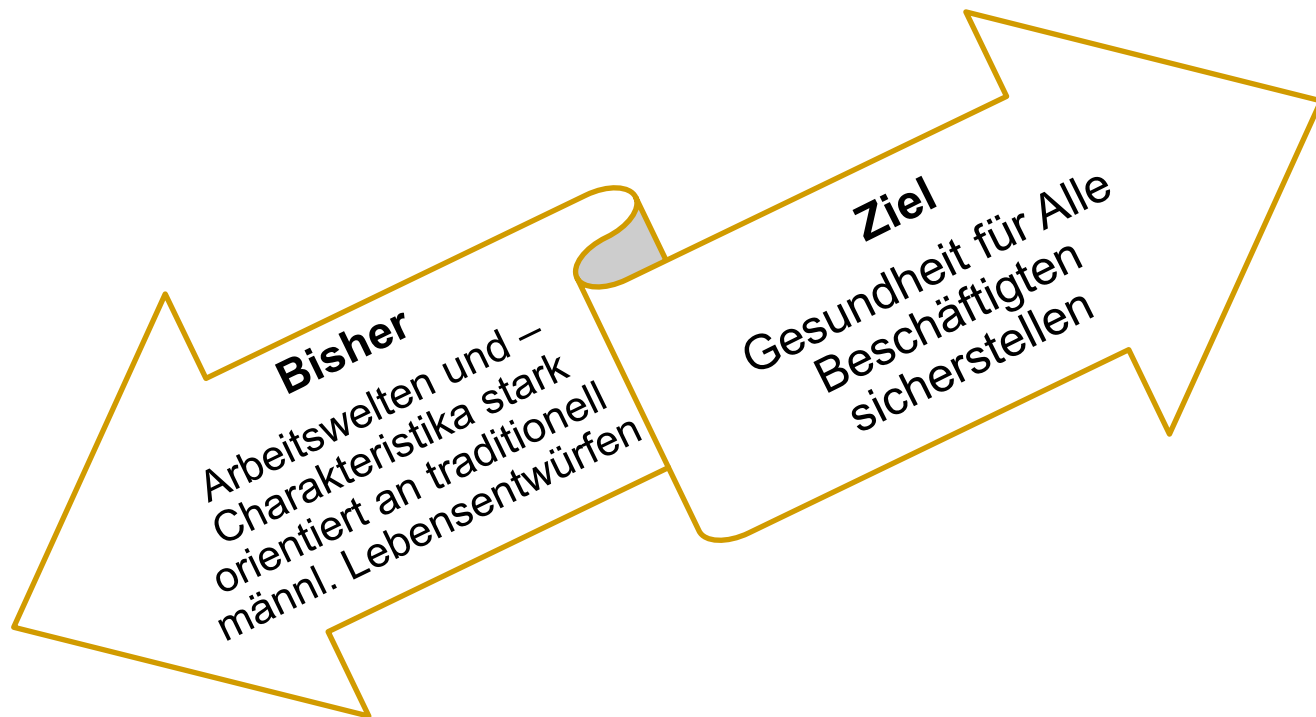 Bisher
Arbeitswelten und –
Charakteristika stark
orientiert an traditionell
männl. Lebensentwürfen
Ziel
Gesundheit für Alle
Beschäftigten
sicherstellen